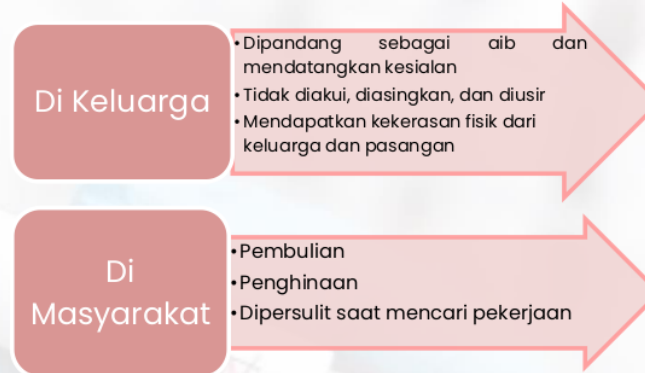 Di Keluarga
•Dipandang sebagai aib dan
mendatangkan kesialan
•Tidak diakui, diasingkan, dan diusir
•Mendapatkan kekerasan fisik dari
keluarga dan pasangan
Di
Masyarakat
•Pembulian
•Penghinaan
•Dipersulit saat mencari pekerjaan